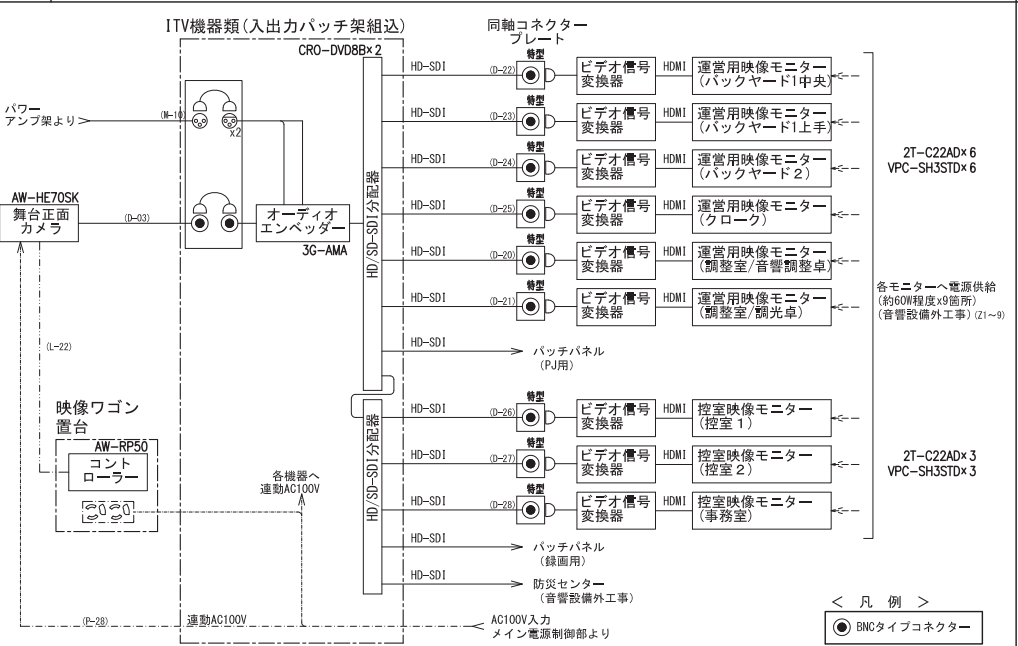 ITV機器類(入出力パッチ架組込)
同軸コネクター
プレート
CRO-DVD8B×2
パワー
アンプ架より
(M-10)
x2
AW-HE70SK
舞台正面
カメラ
(D-03)
オーディオ
エンベッダー
3G-AMA
HD/SD-SDI分配器
HD-SDI
(D-22)
特型
ビデオ信号
変換器
HDMI
運営用映像モニター
(バックヤード1中央)
HD-SDI
(D-23)
特型
ビデオ信号
変換器
HDMI
運営用映像モニター
(バックヤード1上手)
HD-SDI
(D-24)
特型
ビデオ信号
変換器
HDMI
運営用映像モニター
(バックヤード2)
HD-SDI
(D-25)
特型
ビデオ信号
変換器
HDMI
運営用映像モニター
(クローク)
HD-SDI
(D-20)
特型
ビデオ信号
変換器
HDMI
運営用映像モニター
(調整室/音響調整卓)
HD-SDI
(D-21)
特型
ビデオ信号
変換器
HDMI
運営用映像モニター
(調整室/調光卓)
2T-C22AD×6
VPC-SH3STD×6
各モニターへ電源供給
(約60W程度x9箇所)
(音響設備外工事)(Z1~9)
HD-SDI
パッチパネル
(PJ用)
(L-22)
映像ワゴン
置台
AW-RP50
コント
ローラー
各機器へ
連動AC100V
HD/SD-SDI分配器
HD-SDI
(D-26)
特型
ビデオ信号
変換器
HDMI
控室映像モニター
(控室1)
HD-SDI
(D-27)
特型
ビデオ信号
変換器
HDMI
控室映像モニター
(控室2)
HD-SDI
(D-28)
特型
ビデオ信号
変換器
HDMI
控室映像モニター
(事務室)
2T-C22AD×3
VPC-SH3STD×3
HD-SDI
パッチパネル
(録画用)
HD-SDI
防災センター
(音響設備外工事)
(P-28)
連動AC100V
AC100V入力
メイン電源制御部より
< 凡 例 >
BNCタイプコネクター